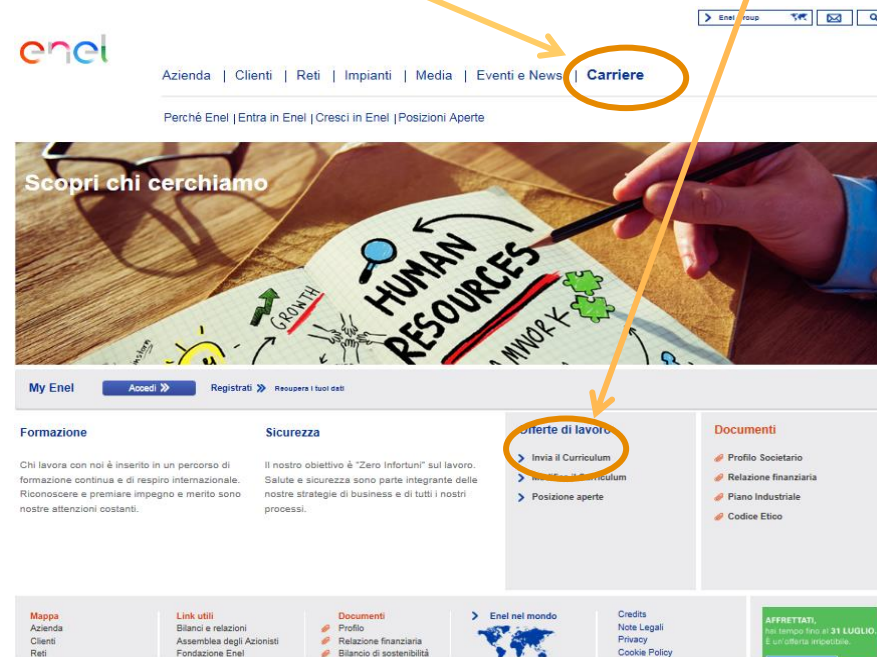 Enel Group
enel
Azienda | Clienti | Reti | Impianti | Media | Eventi e News | Carriere
Perché Enel | Entra in Enel | Cresci in Enel | Posizioni Aperte
Scopri chi cerchiamo
HUMAN
RESOURCES
GROWTH
My Enel
Accedi
Registrati
Recupera i tuoi dati
Formazione
Chi lavora con noi è inserito in un percorso di
formazione continua e di respiro internazionale.
Riconoscere e premiare impegno e merito sono
nostre attenzioni costanti.
Sicurezza
Il nostro obiettivo è "Zero Infortuni" sul lavoro.
Salute e sicurezza sono parte integrante delle
nostre strategie di business e di tutti i nostri
processi.
Offerte di lavoro
Invia il Curriculum
il Curriculum
Posizione aperte
Documenti
Profilo Societario
Relazione finanziaria
Piano Industriale
Codice Etico
Mappa
Azienda
Clienti
Reti
Link utili
Bilanci e relazioni
Assemblea degli Azionisti
Fondazione Enel
Documenti
Profilo
Relazione finanziaria
Bilancio di sostenibilità
Enel nel mondo
Credits
Note Legali
Privacy
Cookie Policy
AFFRETTATI,
hai tempo fino al 31 LUGLIO.
È un'offerta irripetibile.